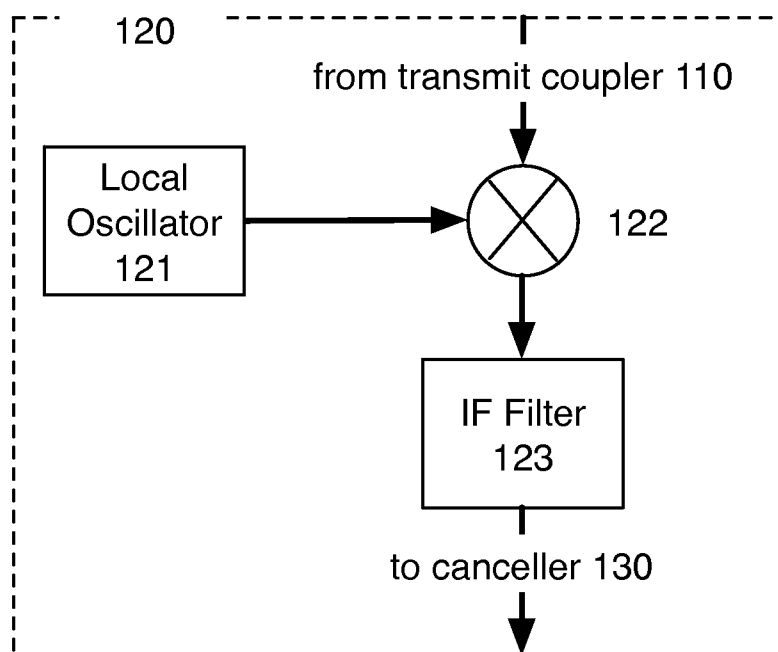 120
from transmit coupler 110
Local
Oscillator
121
122
IF Filter
123
to canceller 130